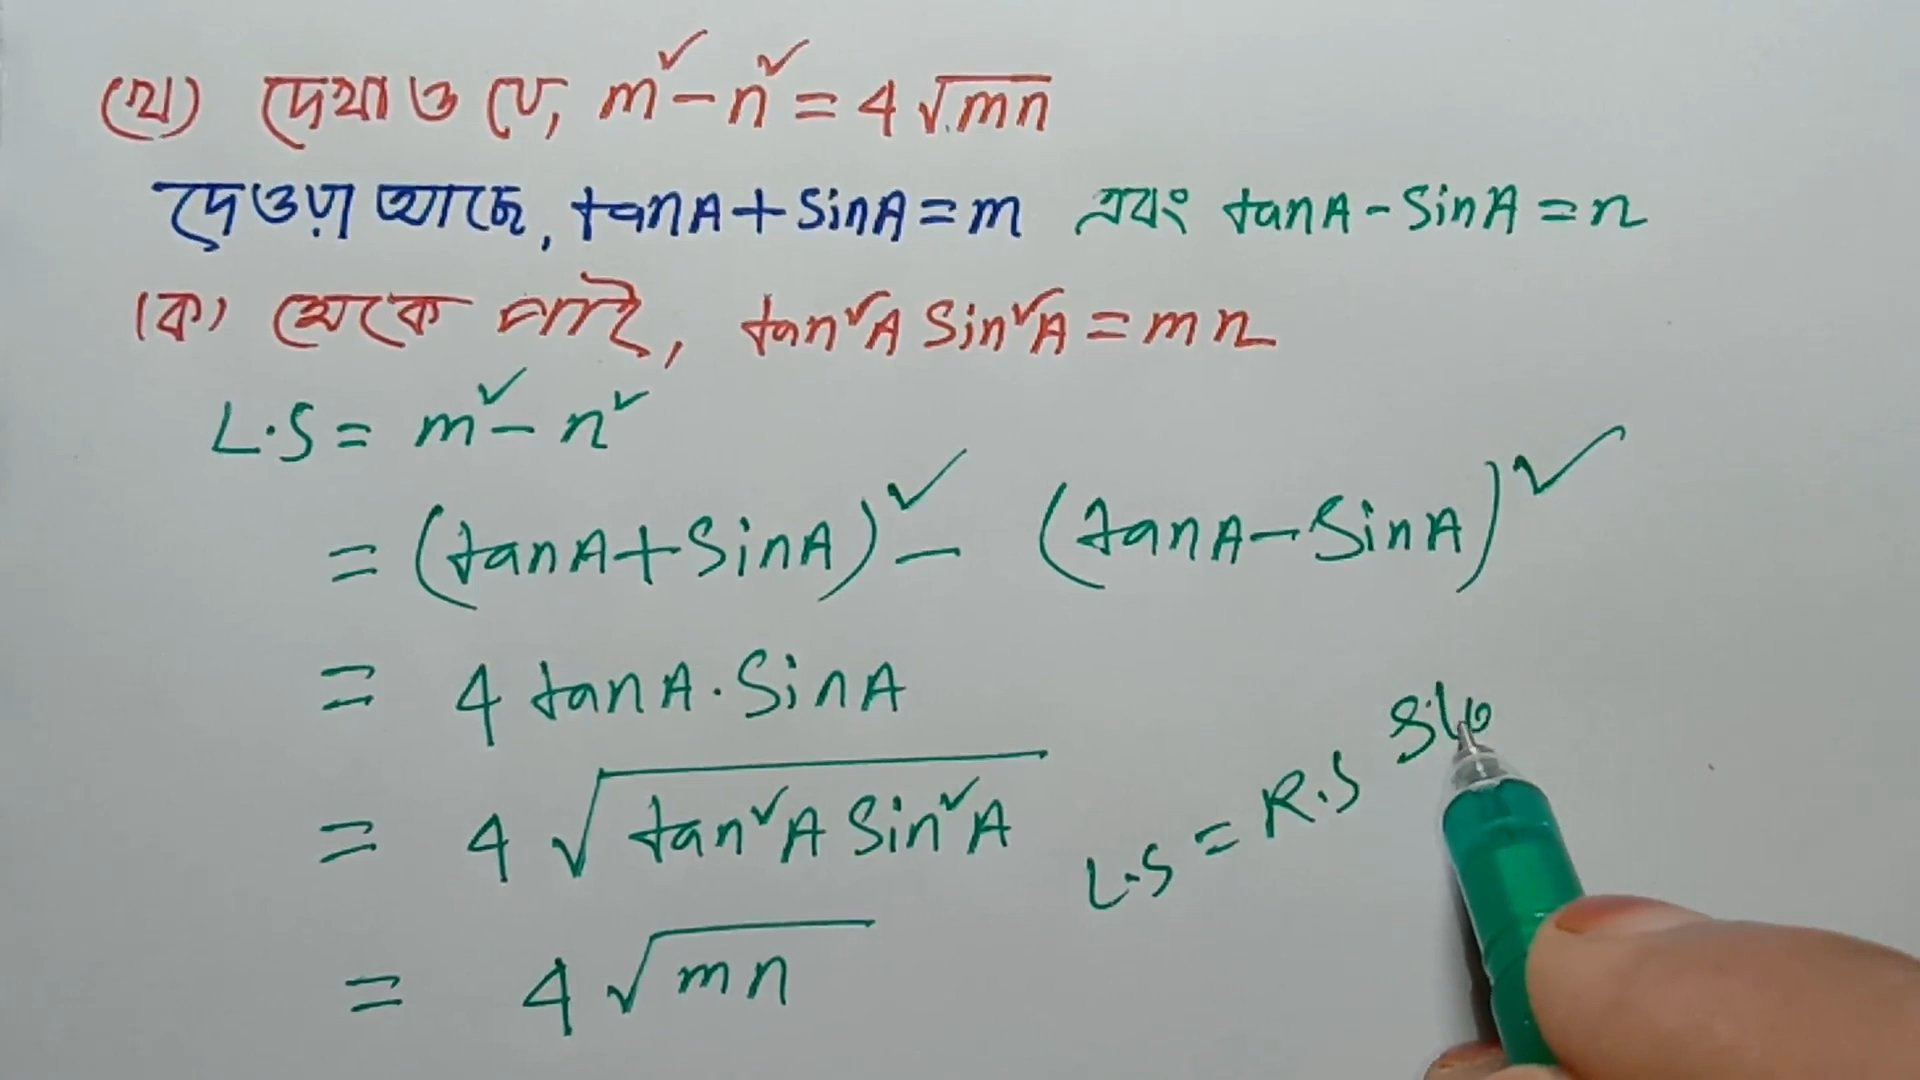 (খ) দেখাও যে, m² - n² = 4√mn
দেওয়া আছে, tanA + sinA = m এবং tanA - sinA = n
(ক) থেকে পাই, tan²A sin²A = mn
L.S = m² - n²
= (tanA + sinA)² - (tanA - sinA)²
= 4 tanA . sinA
= 4 √tan²A sin²A
= 4 √mn
L.S = R.S